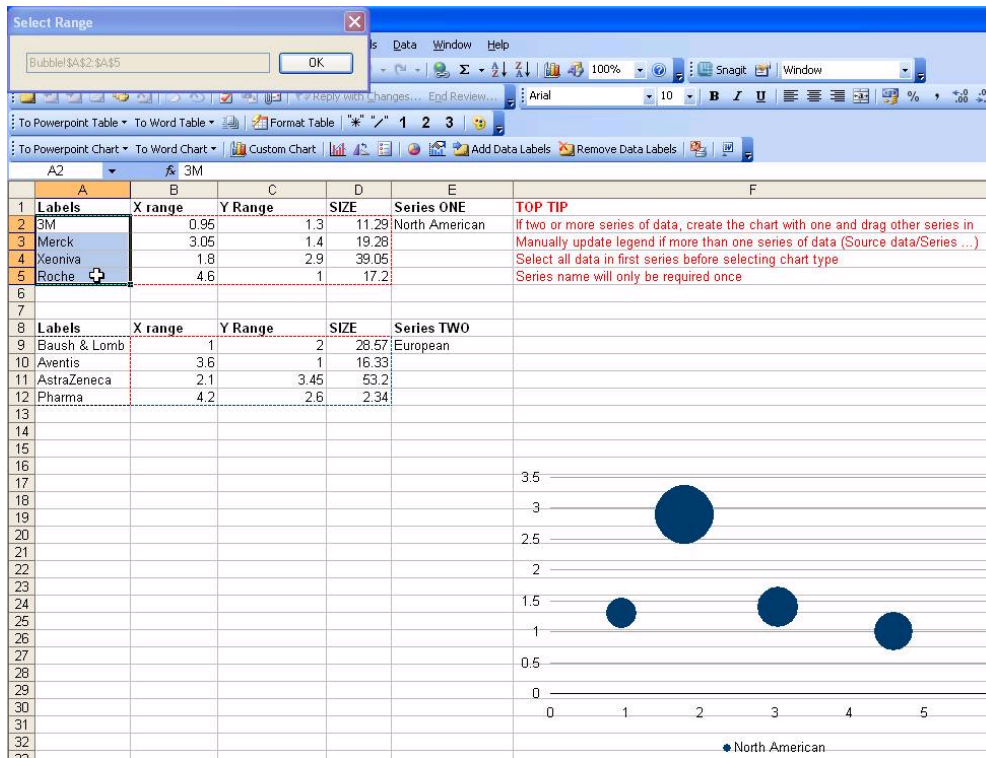 Select Range
Bubble!$A$2:$A$5
OK
ls Data Window Help
100% Snagit Window
Reply with Changes... End Review... Arial 10 B I U % ,
To Powerpoint Table To Word Table Format Table "*" "/" 1 2 3
To Powerpoint Chart To Word Chart Custom Chart Add Data Labels Remove Data Labels
A2 fx 3M
A B C D E F
1 Labels X range Y Range SIZE Series ONE TOP TIP
2 3M 0.95 1.3 11.29 North American If two or more series of data, create the chart with one and drag other series in
3 Merck 3.05 1.4 19.28 Manually update legend if more than one series of data (Source data/Series ...)
4 Xeoniva 1.8 2.9 39.05 Select all data in first series before selecting chart type
5 Roche 4.6 1 17.2 Series name will only be required once
6
7
8 Labels X range Y Range SIZE Series TWO
9 Baush & Lomb 1 2 28.57 European
10 Aventis 3.6 1 16.33
11 AstraZeneca 2.1 3.45 53.2
12 Pharma 4.2 2.6 2.34
13
14
15
16
17
18
19
20
21
22
23
24
25
26
27
28
29
30
31
32
3.5
3
2.5
2
1.5
1
0.5
0
0 1 2 3 4 5
North American